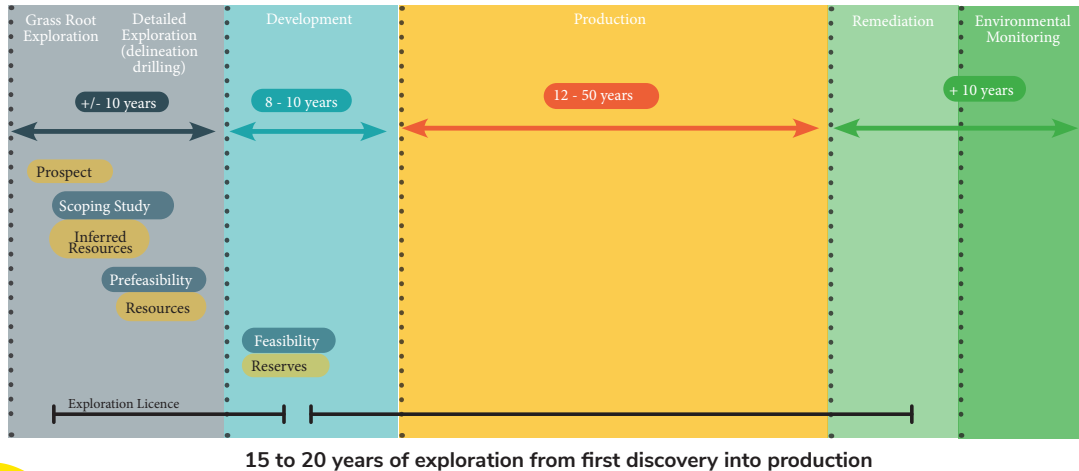 Grass Root
Exploration
Detailed
Exploration
(delineation
drilling)
Development
Production
Remediation
Environmental
Monitoring
+/- 10 years
8 - 10 years
12 - 50 years
+ 10 years
Prospect
Scoping Study
Inferred
Resources
Prefeasibility
Resources
Feasibility
Reserves
Exploration Licence
15 to 20 years of exploration from first discovery into production